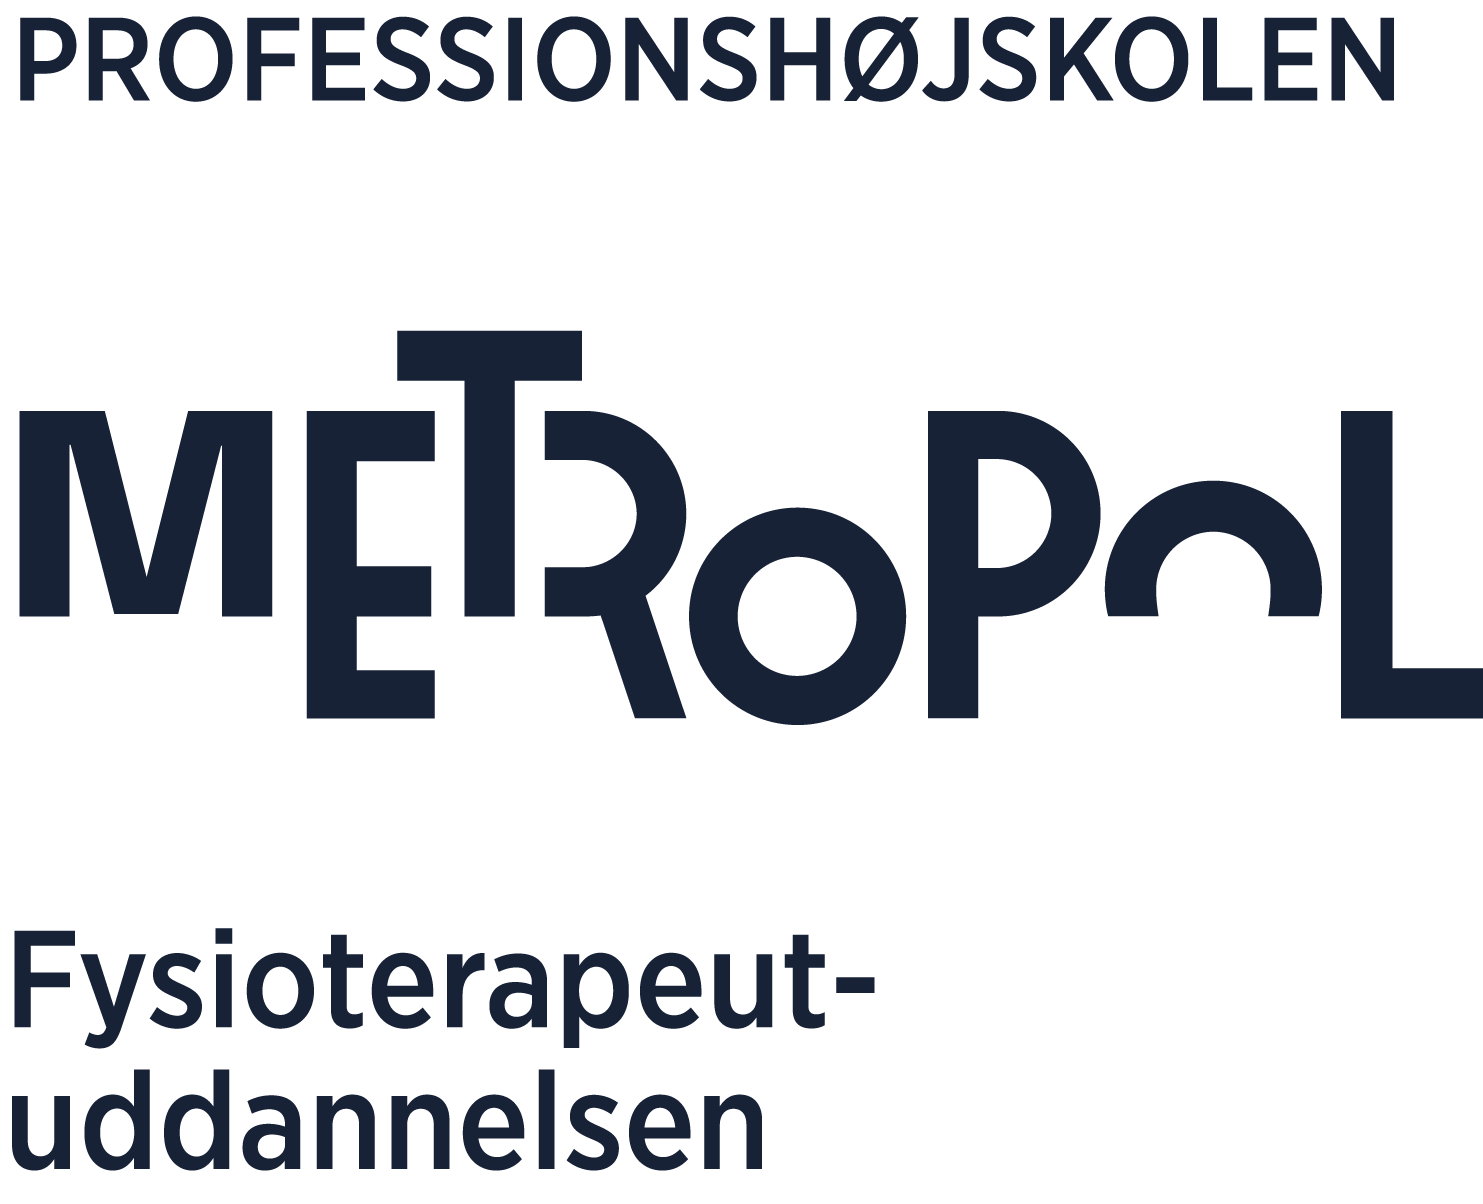 PROFESSIONSHØJSKOLEN
METROPOL
Fysioterapeut-
uddannelsen